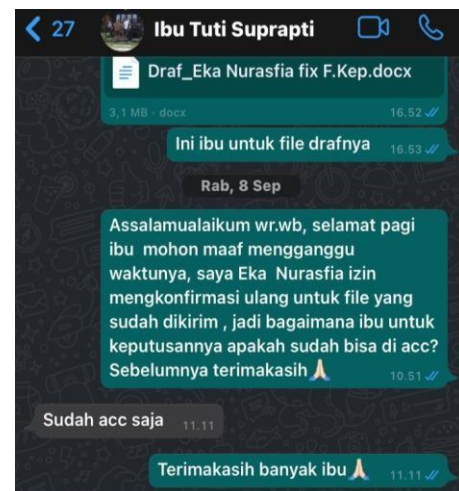 27
Ibu Tuti Suprapti
Draf_Eka Nurasfia fix F.Kep.docx
3,1 MB · docx
16.52
Ini ibu untuk file drafnya
16.53
Rab, 8 Sep
Assalamualaikum wr.wb, selamat pagi
ibu mohon maaf mengganggu
waktunya, saya Eka Nurasfia izin
mengkonfirmasi ulang untuk file yang
sudah dikirim , jadi bagaimana ibu untuk
keputusannya apakah sudah bisa di acc?
Sebelumnya terimakasih🙏🏻
10.51
Sudah acc saja
11.11
Terimakasih banyak ibu🙏🏻
11.11